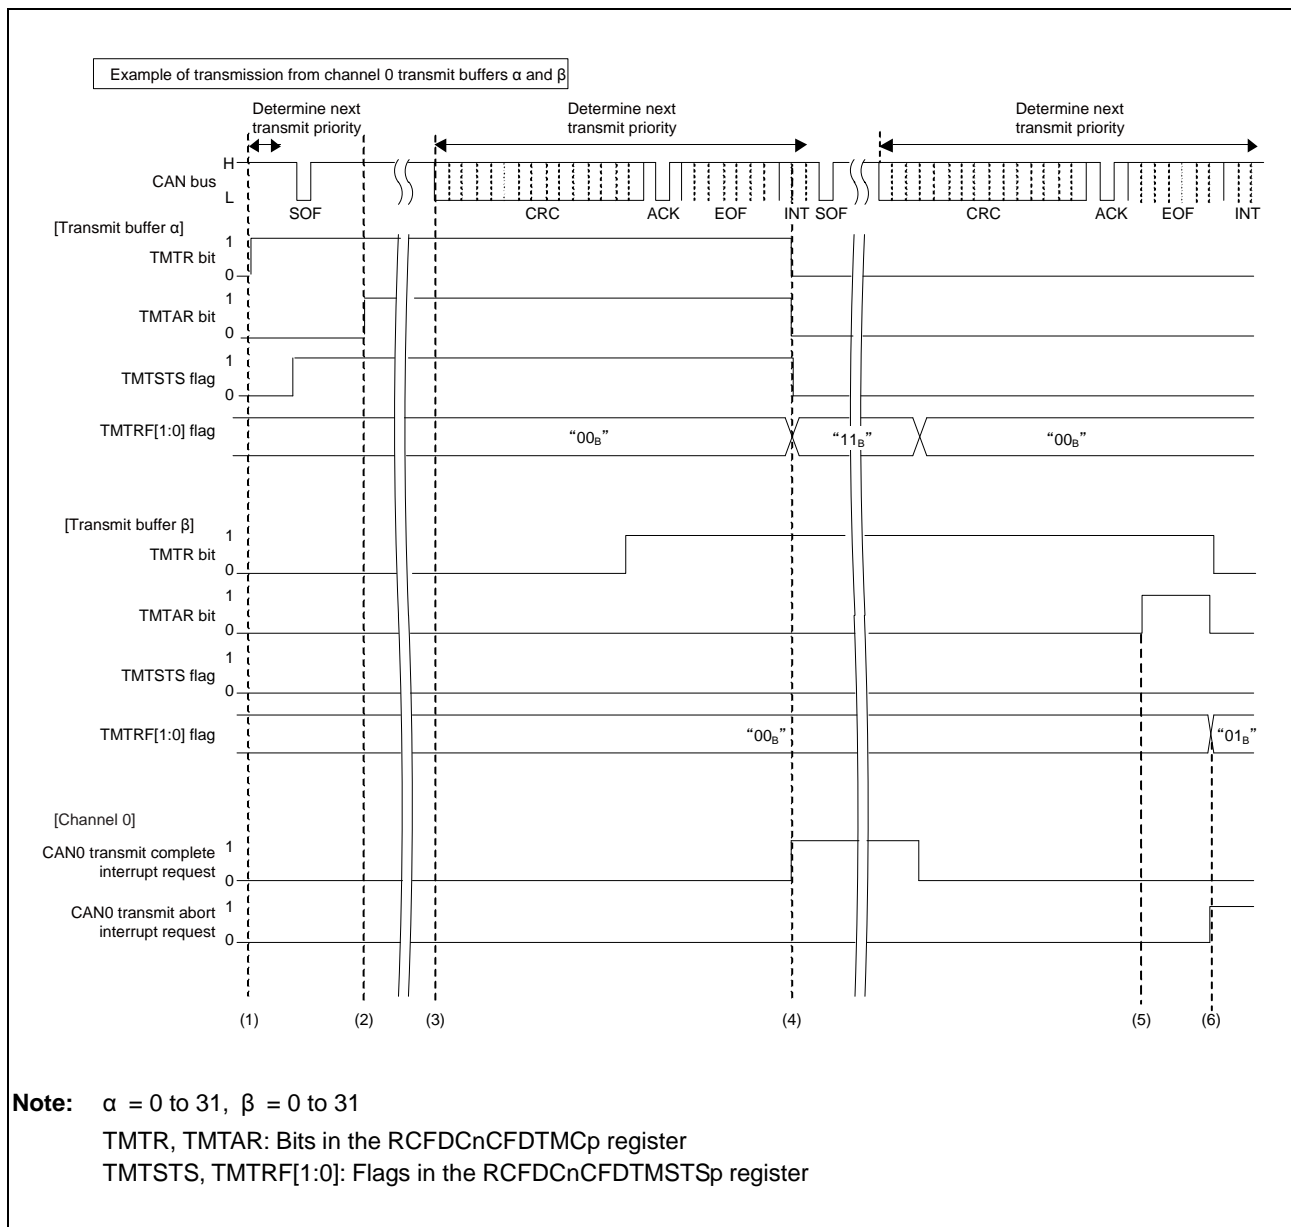 Example of transmission from channel 0 transmit buffers α and β
Determine next
transmit priority
Determine next
transmit priority
Determine next
transmit priority
H
CAN bus
L
SOF
CRC
ACK
EOF
INT
SOF
CRC
ACK
EOF
INT
[Transmit buffer α]
1
TMTR bit
0
1
TMTAR bit
0
1
TMTSTS flag
0
TMTRF[1:0] flag
“00B”
“11B”
“00B”
[Transmit buffer β]
1
TMTR bit
0
1
TMTAR bit
0
1
TMTSTS flag
0
TMTRF[1:0] flag
“00B”
“01B”
[Channel 0]
CAN0 transmit complete
interrupt request
1
0
CAN0 transmit abort
interrupt request
1
0
(1)
(2)
(3)
(4)
(5)
(6)
Note: α = 0 to 31, β = 0 to 31
TMTR, TMTAR: Bits in the RCFDCnCFDTMCp register
TMTSTS, TMTRF[1:0]: Flags in the RCFDCnCFDTMSTSp register